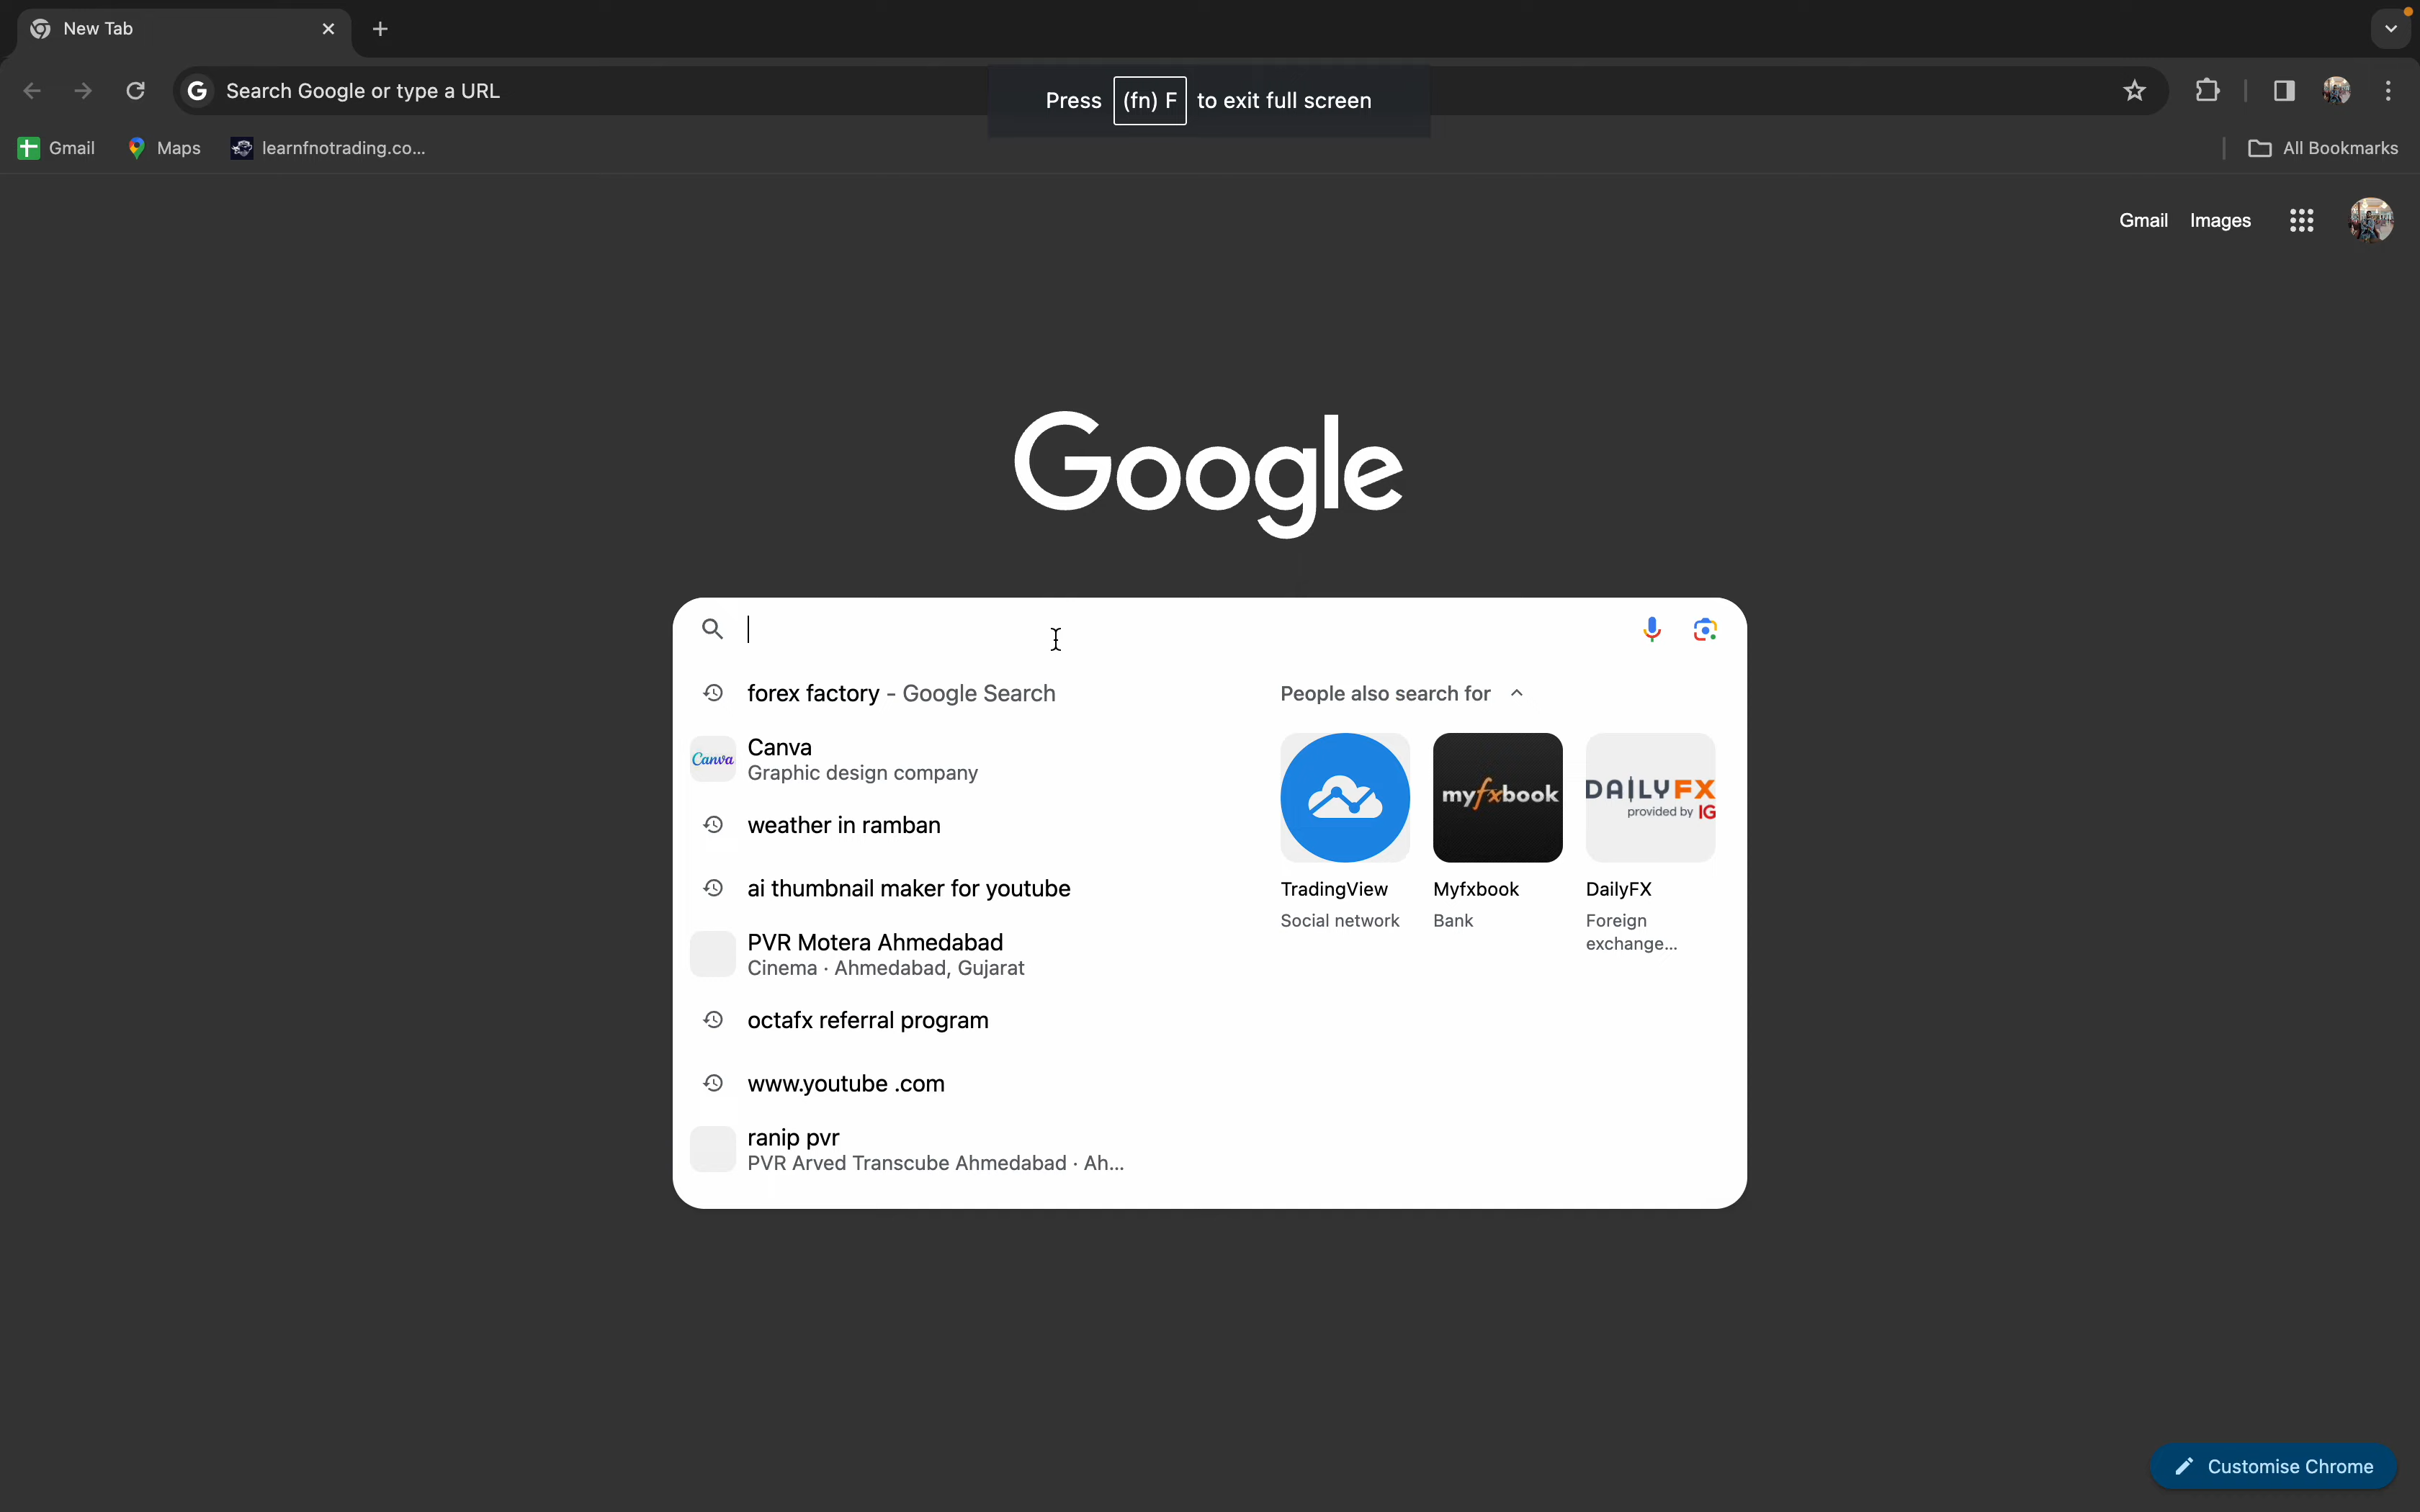 New Tab
Search Google or type a URL
Press (fn) F to exit full screen
Gmail Maps learnfnotrading.co... All Bookmarks
Gmail Images
Google
forex factory - Google Search
Canva
Canva
Graphic design company
weather in ramban
ai thumbnail maker for youtube
PVR Motera Ahmedabad
Cinema · Ahmedabad, Gujarat
octafx referral program
www.youtube .com
ranip pvr
PVR Arved Transcube Ahmedabad · Ah...
People also search for
myfxbook
DAILYFX
provided by IG
TradingView
Social network
Myfxbook
Bank
DailyFX
Foreign
exchange...
Customise Chrome